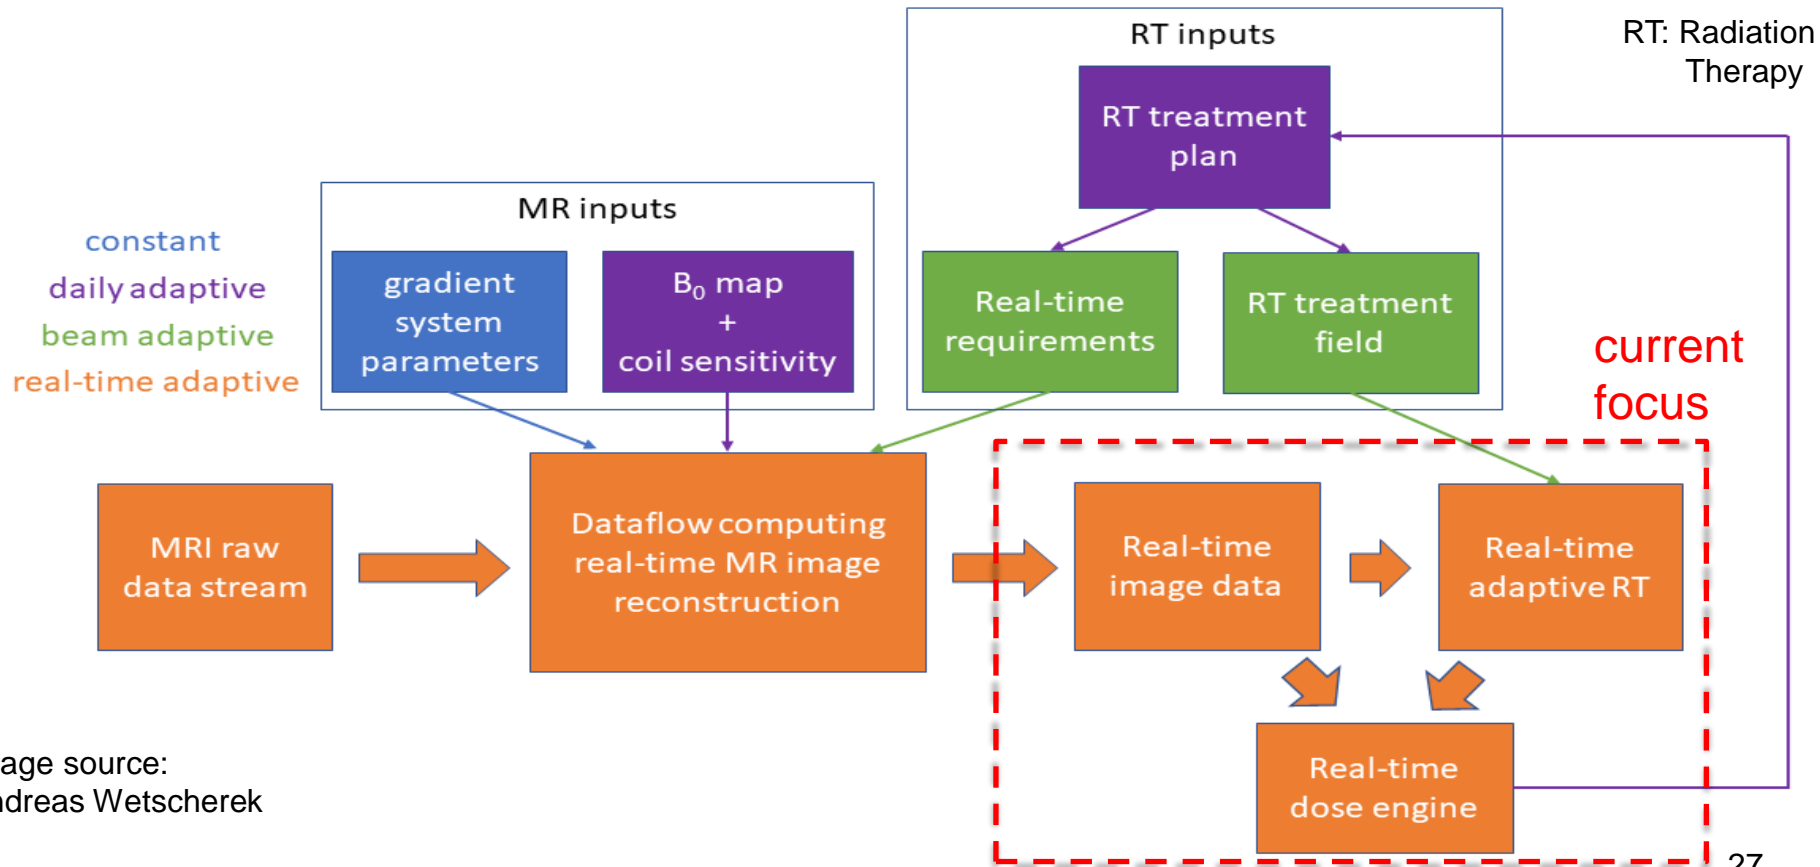 RT inputs
RT: Radiation
Therapy
RT treatment
plan
MR inputs
constant
daily adaptive
beam adaptive
real-time adaptive
gradient
system
parameters
B₀ map
+
coil sensitivity
Real-time
requirements
RT treatment
field
current
focus
MRI raw
data stream
Dataflow computing
real-time MR image
reconstruction
Real-time
image data
Real-time
adaptive RT
Real-time
dose engine
age source:
ndreas Wetscherek
27